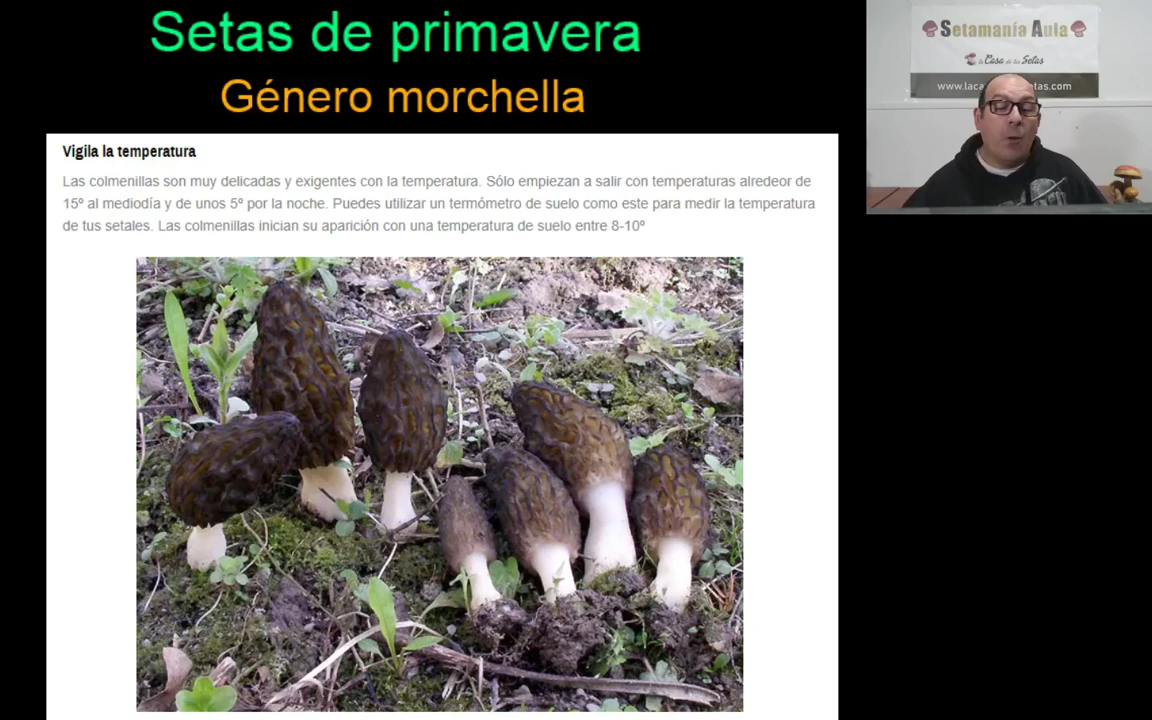 Setas de primavera
Género morchella
Vigila la temperatura
Las colmenillas son muy delicadas y exigentes con la temperatura. Sólo empiezan a salir con temperaturas alredeor de
15º al mediodía y de unos 5º por la noche. Puedes utilizar un termómetro de suelo como este para medir la temperatura
de tus setales. Las colmenillas inician su aparición con una temperatura de suelo entre 8-10º
Setamanía Aula
la Casa de las Setas